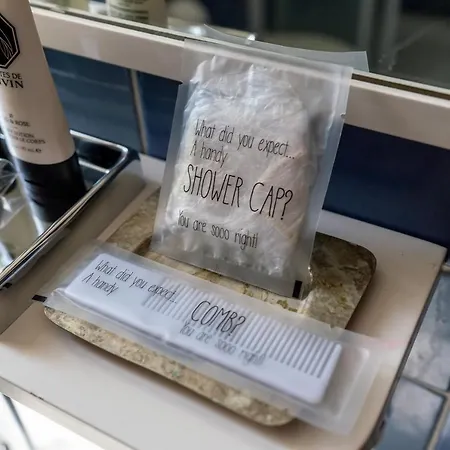 What did you expect...
A handy
SHOWER CAP?
You are sooo right!
What did you expect...
A handy
COMB?
You are sooo right!